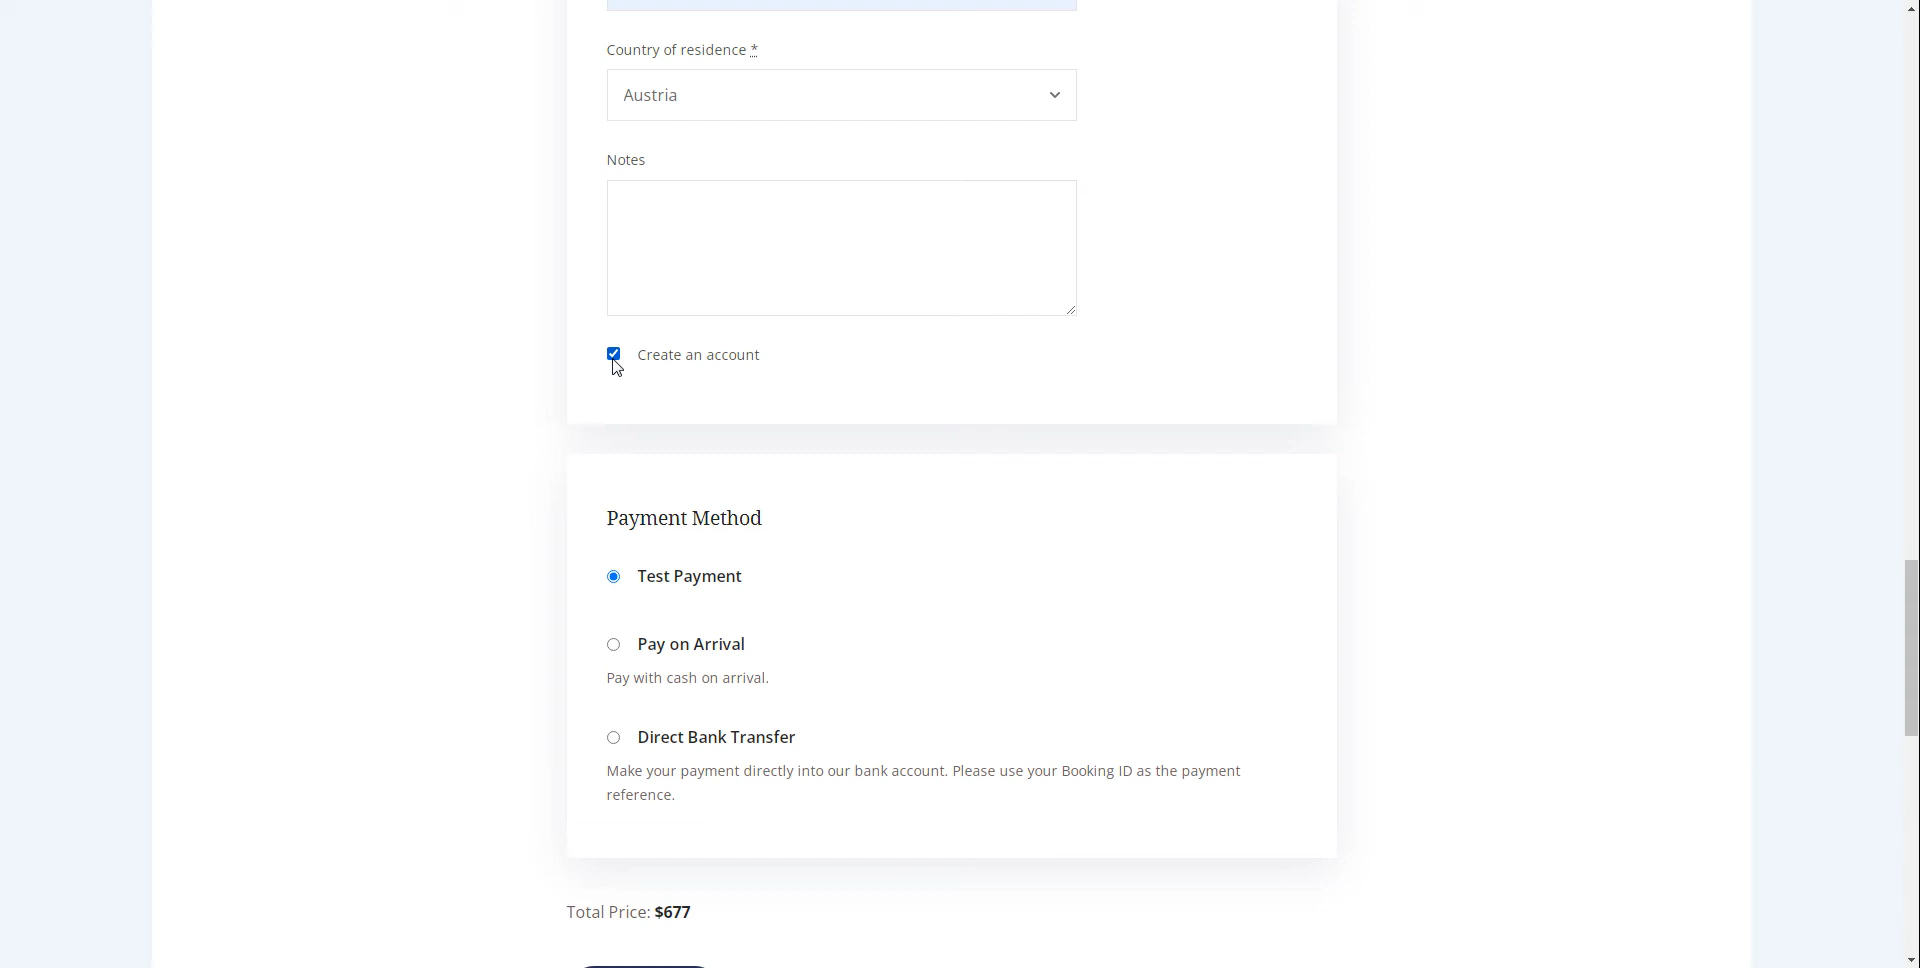 Country of residence *
Austria
Notes
Create an account
Payment Method
Test Payment
Pay on Arrival
Pay with cash on arrival.
Direct Bank Transfer
Make your payment directly into our bank account. Please use your Booking ID as the payment
reference.
Total Price: $677